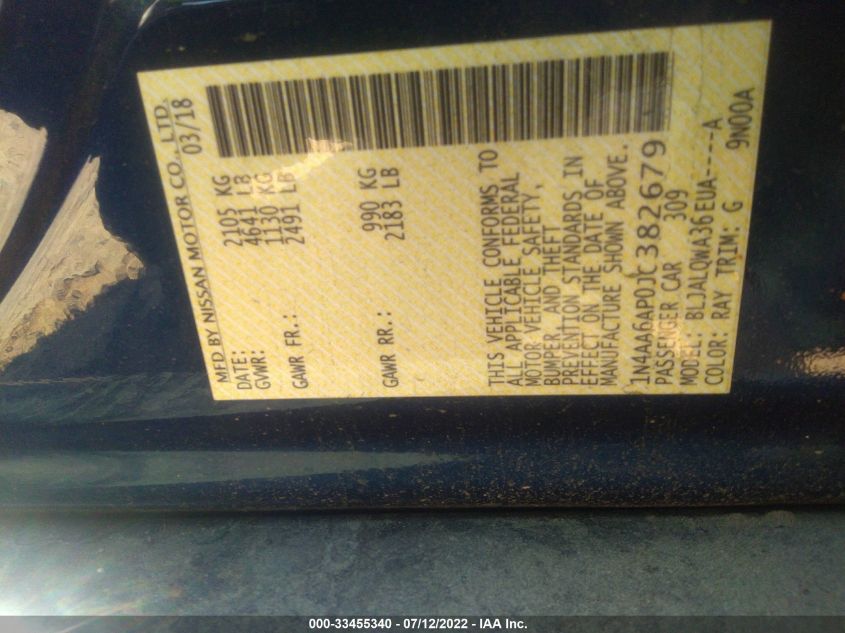 MFD BY NISSAN MOTOR CO., LTD.
DATE: 03/18
GVWR: 2105 KG
4641 LB
GAWR FR.: 1130 KG
2491 LB
GAWR RR.: 990 KG
2183 LB
THIS VEHICLE CONFORMS TO
ALL APPLICABLE FEDERAL
MOTOR VEHICLE SAFETY,
BUMPER, AND THEFT
PREVENTION STANDARDS IN
EFFECT ON THE DATE OF
MANUFACTURE SHOWN ABOVE.
1N4AA6AP0JC382679
PASSENGER CAR 309
MODEL: BLJALQWA36EUA-----A
COLOR: RAY TRIM: G 9N00A
000-33455340 - 07/12/2022 - IAA Inc.